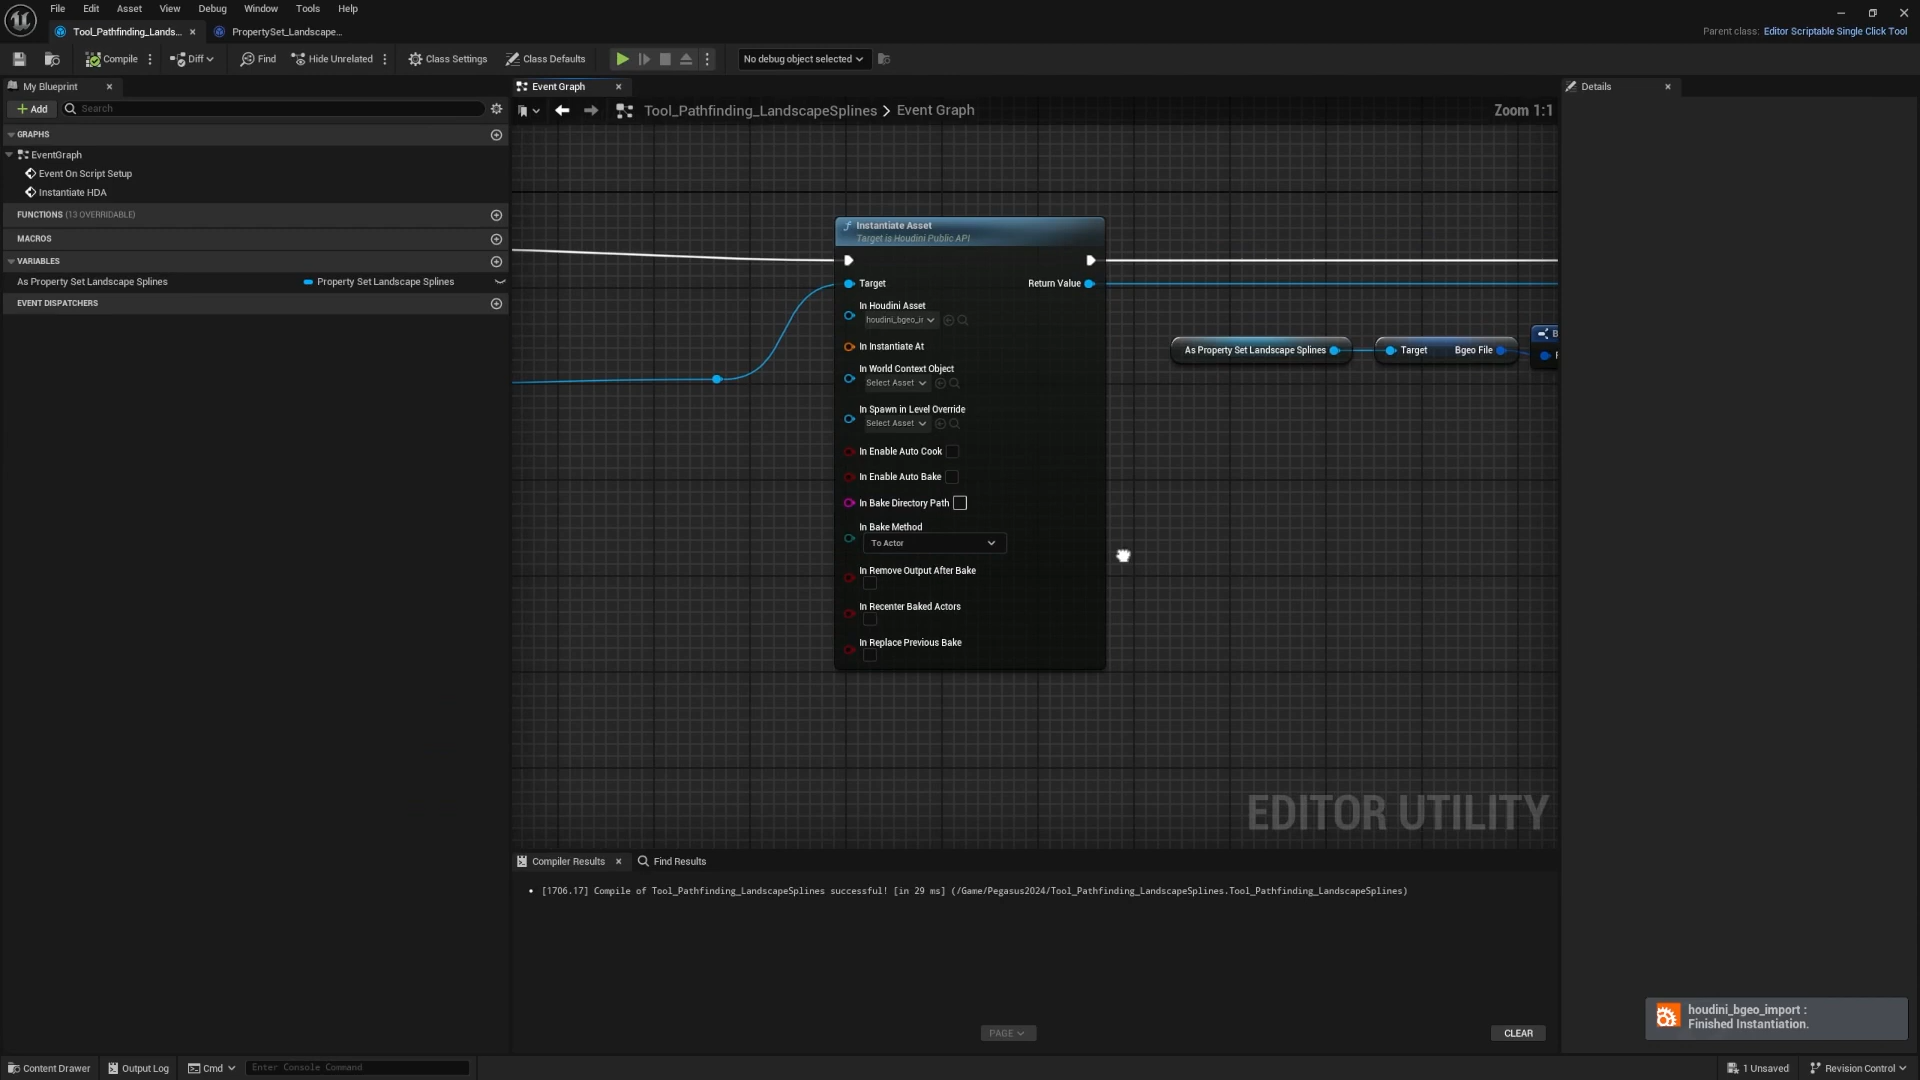 File Edit Asset View Debug Window Tools Help
Tool_Pathfinding_Lands...
PropertySet_Landscape...
Parent class: Editor Scriptable Single Click Tool
Compile Diff Find Hide Unrelated Class Settings Class Defaults No debug object selected
My Blueprint
Add Search
GRAPHS
EventGraph
Event On Script Setup
Instantiate HDA
FUNCTIONS (13 OVERRIDABLE)
MACROS
VARIABLES
As Property Set Landscape Splines Property Set Landscape Splines
EVENT DISPATCHERS
Event Graph
Tool_Pathfinding_LandscapeSplines > Event Graph
Zoom 1:1
Instantiate Asset
Target is Houdini Public API
Target Return Value
In Houdini Asset
houdini_bgeo_ir
In Instantiate At
In World Context Object
Select Asset
In Spawn in Level Override
Select Asset
In Enable Auto Cook
In Enable Auto Bake
In Bake Directory Path
In Bake Method
To Actor
In Remove Output After Bake
In Recenter Baked Actors
In Replace Previous Bake
As Property Set Landscape Splines
Target Bgeo File
EDITOR UTILITY
Details
Compiler Results Find Results
[1706.17] Compile of Tool_Pathfinding_LandscapeSplines successful! [in 29 ms] (/Game/Pegasus2024/Tool_Pathfinding_LandscapeSplines.Tool_Pathfinding_LandscapeSplines)
PAGE
CLEAR
houdini_bgeo_import :
Finished Instantiation.
Content Drawer Output Log Cmd Enter Console Command
1 Unsaved Revision Control